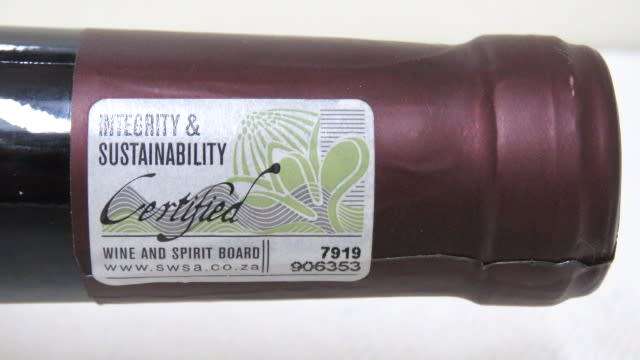 INTEGRITY &
SUSTAINABILITY
Certified
WINE AND SPIRIT BOARD
www.swsa.co.za
7919
906353